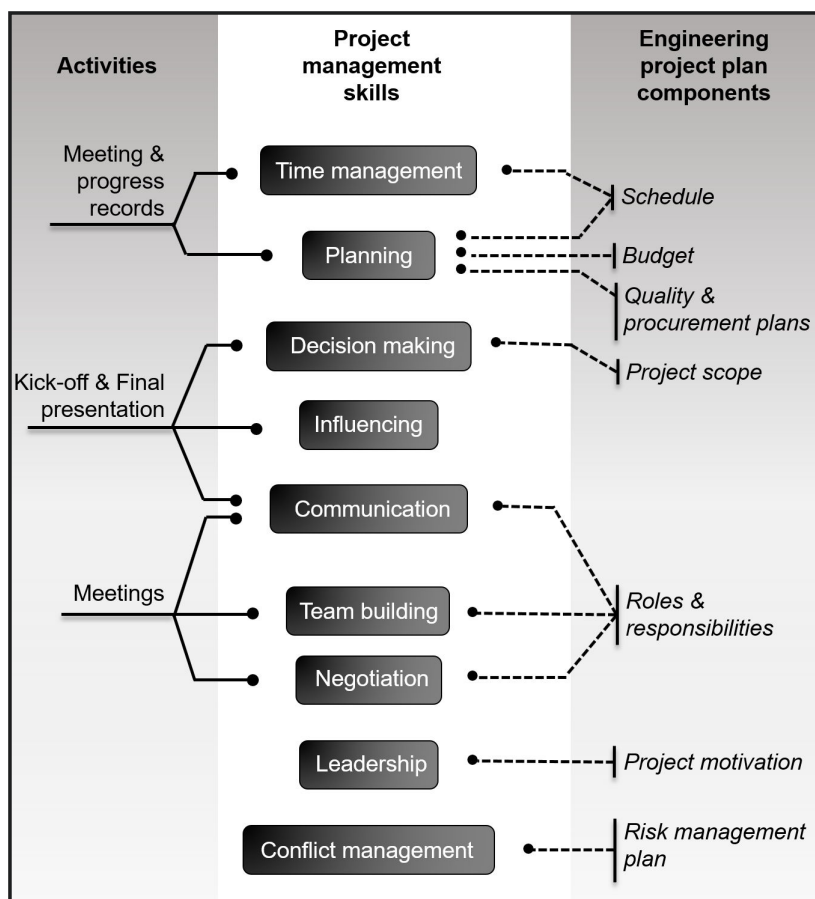 Activities
Project
management
skills
Engineering
project plan
components
Meeting &
progress
records
Kick-off & Final
presentation
Meetings
Time management
Planning
Decision making
Influencing
Communication
Team building
Negotiation
Leadership
Conflict management
Schedule
Budget
Quality &
procurement plans
Project scope
Roles &
responsibilities
Project motivation
Risk management
plan